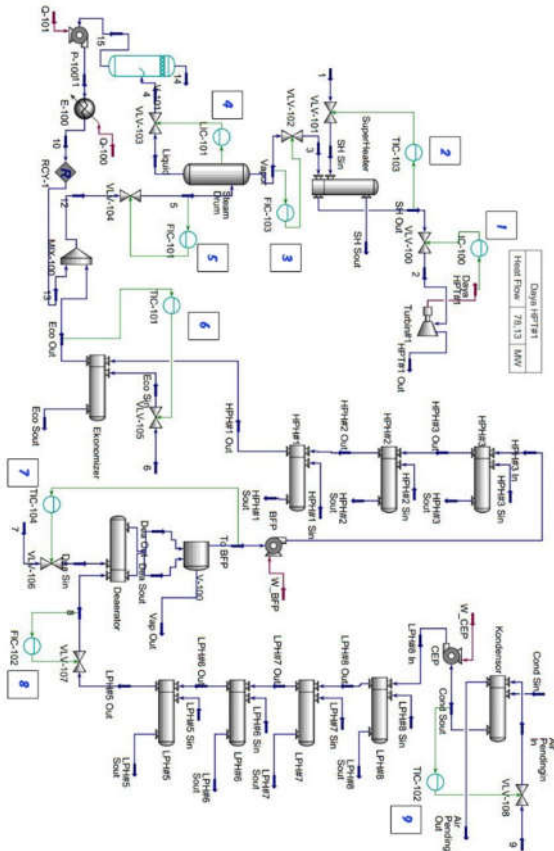 Daya HPT#1
Heat Flow 78,13 MW
1
IC-100
Daya
HPT#1
VLV-100
2
Turbin#1
HPT#1 Out
2
TIC-103
1
VLV-101
SH Sin
SuperHeater
SH Out
SH Sout
3
VLV-102
3
FIC-103
Vapor
4
LIC-101
VLV-103
4
Liquid
Steam
Drum
V-101
14
15
Q-101
P-100
11
E-100
Q-100
10
RCY-1
R
12
VLV-104
5
FIC-101
5
MIX-100
13
Eco Out
TIC-101
6
Eco Sin
VLV-105
6
Ekonomizer
Eco Sout
HPH#1 Out
HPH#1
HPH#1 Sin
HPH#1
Sout
HPH#2 Out
HPH#2
HPH#2 Sin
HPH#2
Sout
HPH#3 Out
HPH#3
HPH#3 In
HPH#3 Sin
HPH#3
Sout
BFP
W_BFP
To BFP
7
TIC-104
7
VLV-106
Dea Sin
Deaerator
Dea Out
Dea Sout
V-100
Vap Out
8
FIC-102
8
VLV-107
LPH#5 Out
LPH#5
LPH#5 Sin
LPH#5
Sout
LPH#6 Out
LPH#6
LPH#6 Sin
LPH#6
Sout
LPH#7 Out
LPH#7
LPH#7 Sin
LPH#7
Sout
LPH#8 Out
LPH#8
LPH#8 Sin
LPH#8
Sout
LPH#8 In
CEP
W_CEP
Kondensor
Cond Sin
Cond Sout
Air
Pendingin
In
Air
Pending
Out
TIC-102
VLV-108
9
9